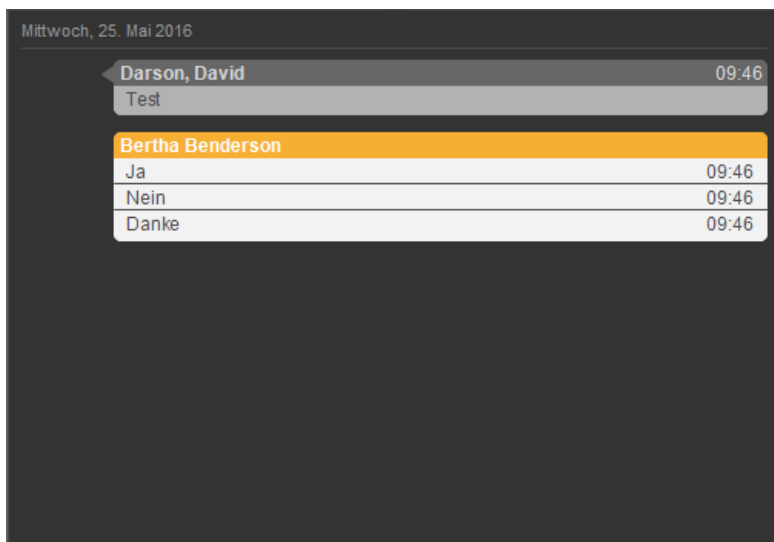 Mittwoch, 25. Mai 2016
Darson, David 09:46
Test
Bertha Benderson
Ja 09:46
Nein 09:46
Danke 09:46